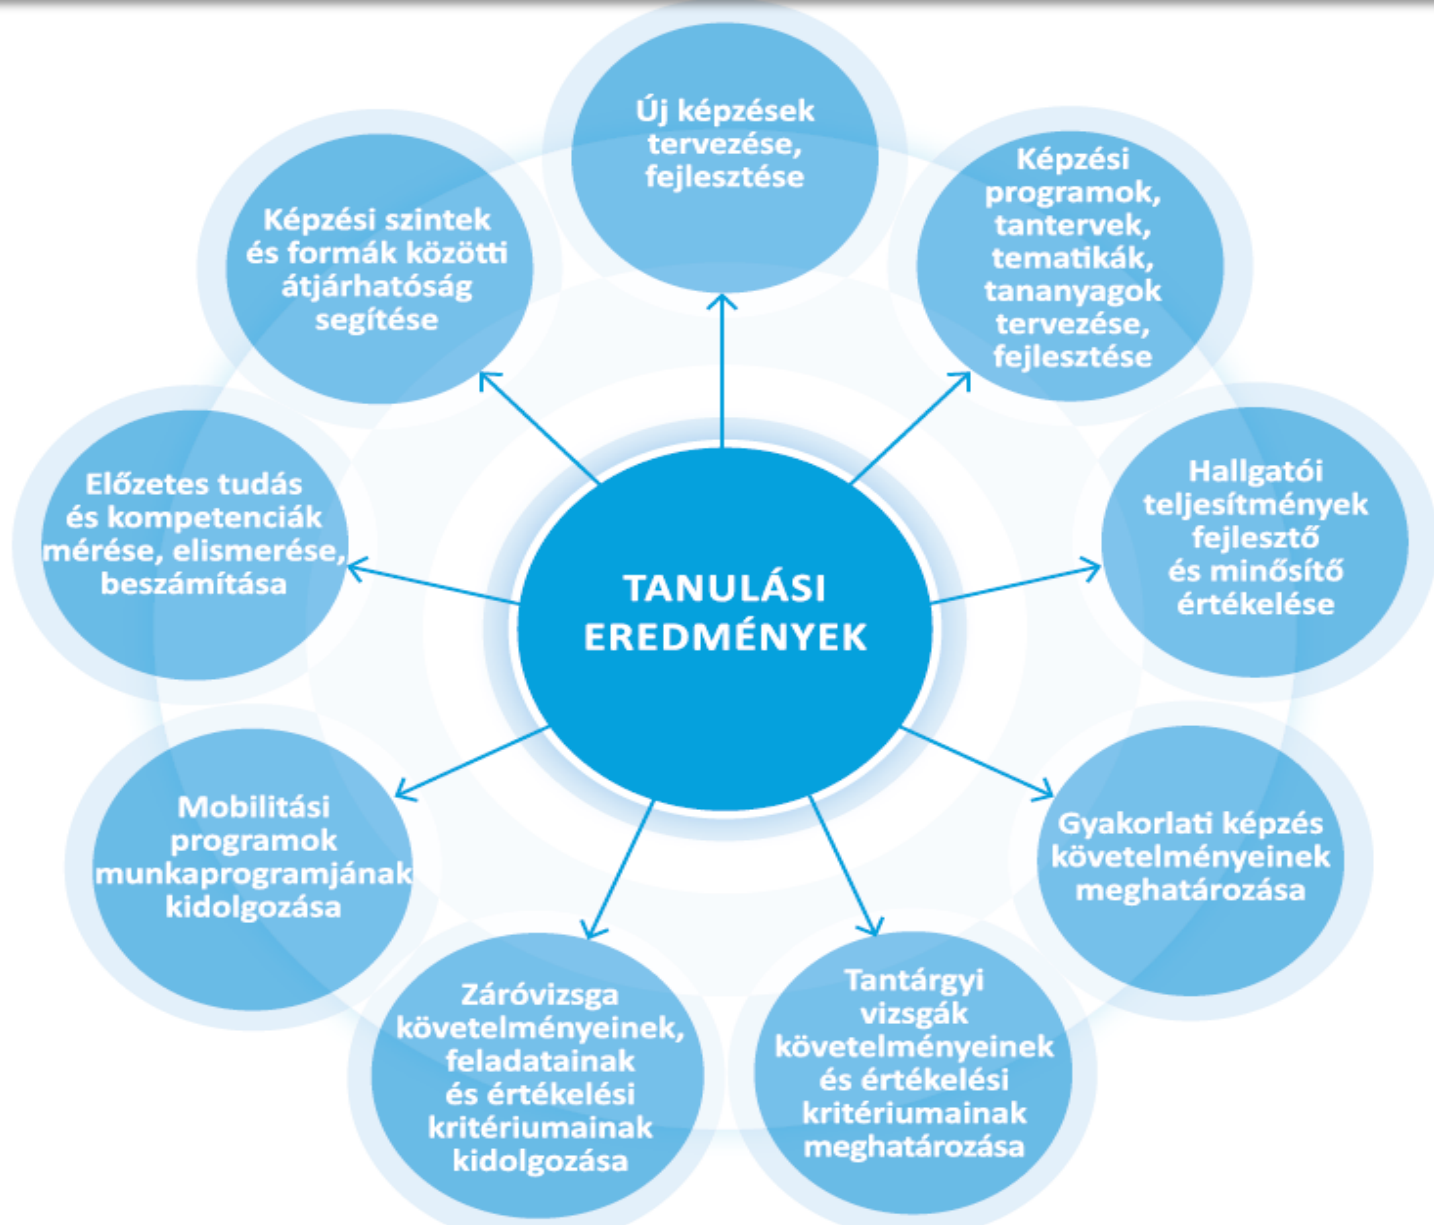 Új képzések
tervezése,
fejlesztése
Képzési
programok,
tantervek,
tematikák,
tananyagok
tervezése,
fejlesztése
Hallgatói
teljesítmények
fejlesztő
és minősítő
értékelése
Gyakorlati képzés
követelményeinek
meghatározása
Tantárgyi
vizsgák
követelményeinek
és értékelési
kritériumainak
meghatározása
Záróvizsga
követelményeinek,
feladatainak
és értékelési
kritériumainak
kidolgozása
Mobilitási
programok
munkaprogramjának
kidolgozása
Előzetes tudás
és kompetenciák
mérése, elismerése,
beszámítása
Képzési szintek
és formák közötti
átjárhatóság
segítése
TANULÁSI
EREDMÉNYEK